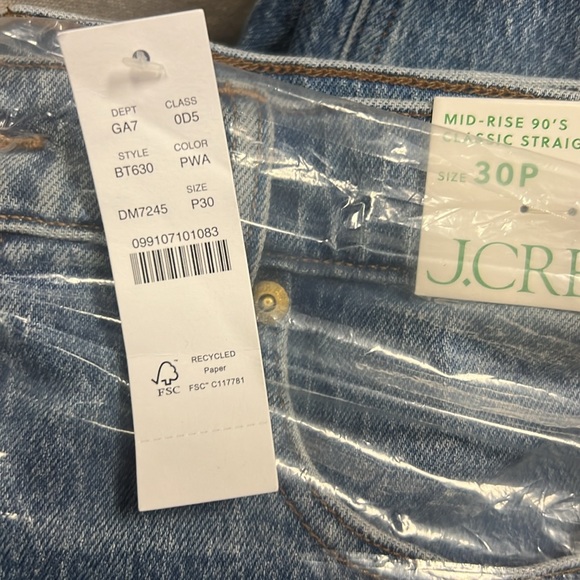 DEPT CLASS
GA7 0D5
STYLE COLOR
BT630 PWA
SIZE
DM7245 P30
099107101083
RECYCLED
Paper
FSC™ C117781
FSC™
MID-RISE 90'S
CLASSIC STRAIG
SIZE 30P
J.CRE